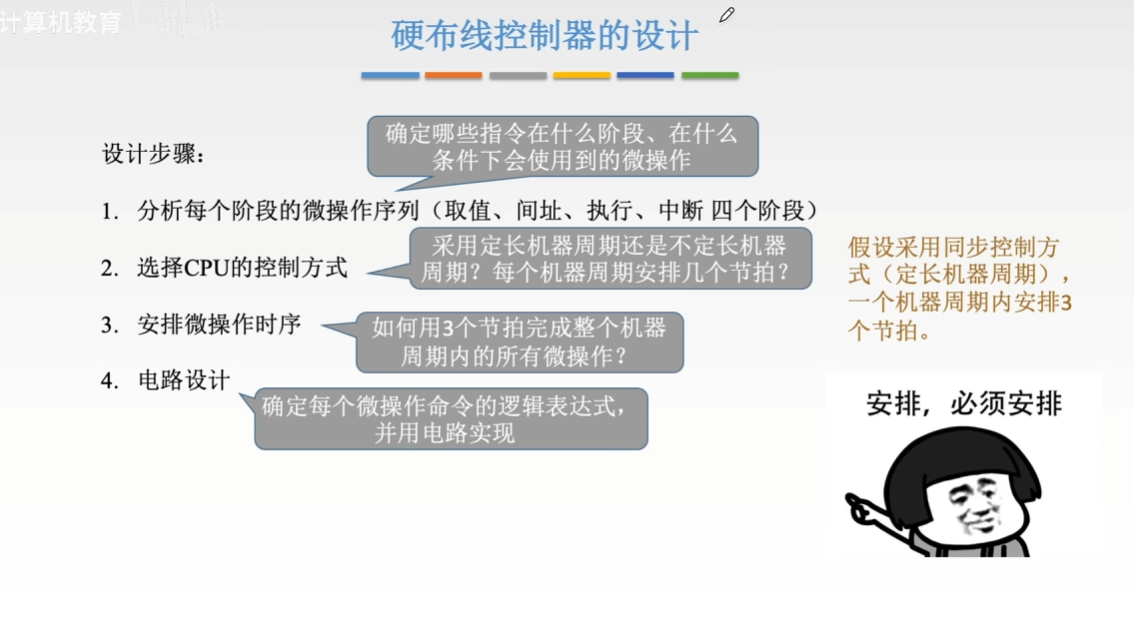 计算机教育
硬布线控制器的设计
确定哪些指令在什么阶段、在什么
条件下会使用到的微操作
设计步骤：
1. 分析每个阶段的微操作序列（取值、间址、执行、中断 四个阶段）
采用定长机器周期还是不定长机器
周期？每个机器周期安排几个节拍？
2. 选择CPU的控制方式
假设采用同步控制方
式（定长机器周期），
一个机器周期内安排3
个节拍。
3. 安排微操作时序
如何用3个节拍完成整个机器
周期内的所有微操作？
4. 电路设计
确定每个微操作命令的逻辑表达式，
并用电路实现
安排，必须安排